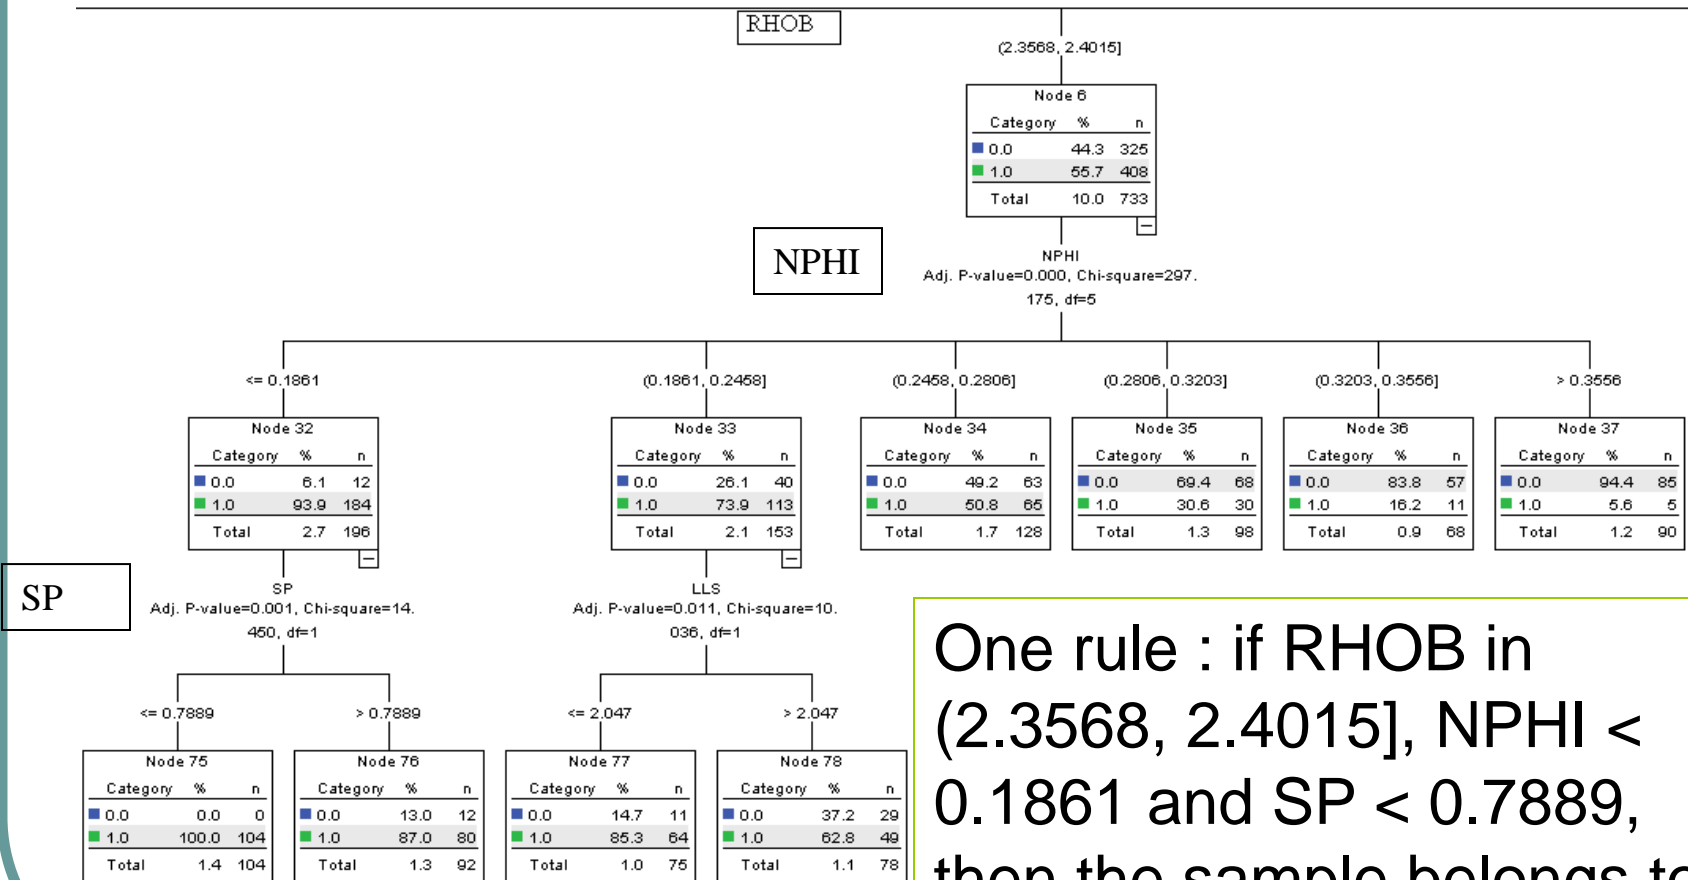 RHOB
(2.3568, 2.4015]
Node 6
Category % n
0.0 44.3 325
1.0 55.7 408
Total 10.0 733
NPHI
NPHI
Adj. P-value=0.000, Chi-square=297.
175, df=5
<= 0.1861 (0.1861, 0.2458] (0.2458, 0.2806] (0.2806, 0.3203] (0.3203, 0.3556] > 0.3556
Node 32 Node 33 Node 34 Node 35 Node 36 Node 37
Category % n Category % n Category % n Category % n Category % n Category % n
0.0 6.1 12 0.0 26.1 40 0.0 49.2 63 0.0 69.4 68 0.0 83.8 57 0.0 94.4 85
1.0 93.9 184 1.0 73.9 113 1.0 50.8 65 1.0 30.6 30 1.0 16.2 11 1.0 5.6 5
Total 2.7 196 Total 2.1 153 Total 1.7 128 Total 1.3 98 Total 0.9 68 Total 1.2 90
SP
SP LLS
Adj. P-value=0.001, Chi-square=14. Adj. P-value=0.011, Chi-square=10.
450, df=1 036, df=1
<= 0.7889 > 0.7889 <= 2.047 > 2.047
Node 75 Node 76 Node 77 Node 78
Category % n Category % n Category % n Category % n
0.0 0.0 0 0.0 13.0 12 0.0 14.7 11 0.0 37.2 29
1.0 100.0 104 1.0 87.0 80 1.0 85.3 64 1.0 62.8 49
Total 1.4 104 Total 1.3 92 Total 1.0 75 Total 1.1 78
One rule : if RHOB in
(2.3568, 2.4015], NPHI <
0.1861 and SP < 0.7889,
then the sample belongs to